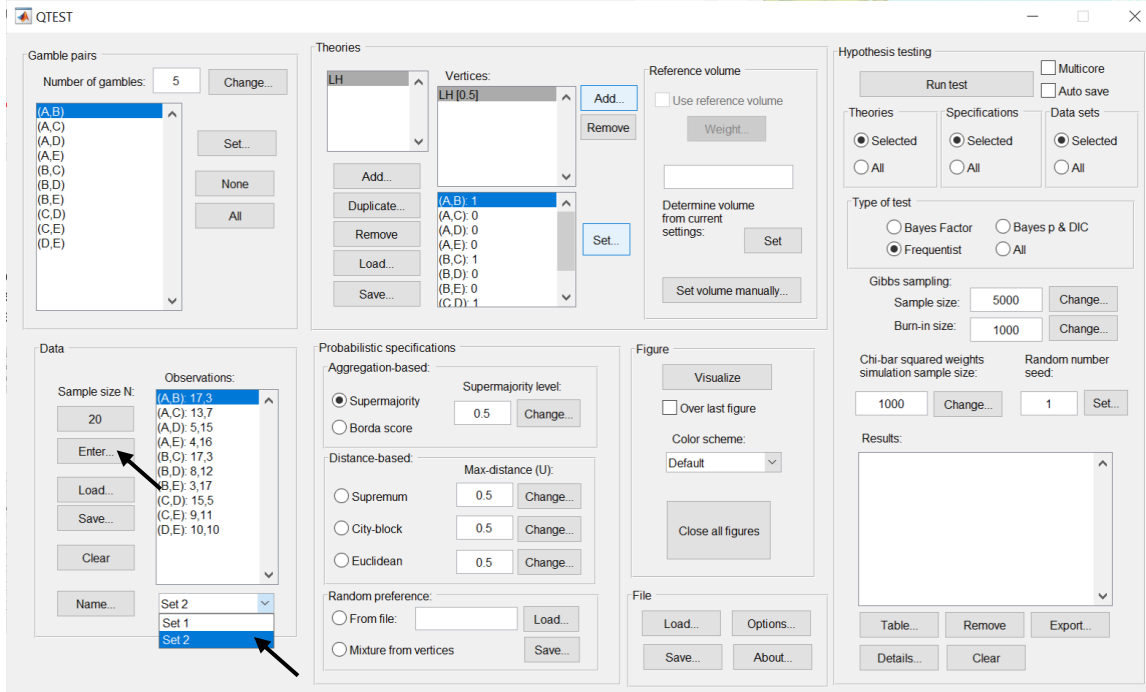 QTEST
Gamble pairs
Number of gambles: 5 Change...
(A,B)
(A,C)
(A,D)
(A,E)
(B,C)
(B,D)
(B,E)
(C,D)
(C,E)
(D,E)
Set...
None
All
Theories
LH
Add...
Duplicate...
Remove
Load...
Save...
Vertices:
LH [0.5]
Add...
Remove
(A,B): 1
(A,C): 0
(A,D): 0
(A,E): 0
(B,C): 1
(B,D): 0
(B,E): 0
(C,D): 1
Set...
Reference volume
Use reference volume
Weight...
Determine volume
from current
settings:
Set
Set volume manually...
Hypothesis testing
Run test
Multicore
Auto save
Theories
Selected
All
Specifications
Selected
All
Data sets
Selected
All
Type of test
Bayes Factor Bayes p & DIC
Frequentist All
Gibbs sampling:
Sample size: 5000 Change...
Burn-in size: 1000 Change...
Chi-bar squared weights
simulation sample size:
1000 Change...
Random number
seed:
1 Set...
Results:
Table... Remove Export...
Details... Clear
Data
Sample size N:
20
Enter...
Load...
Save...
Clear
Name...
Observations:
(A,B): 17,3
(A,C): 13,7
(A,D): 5,15
(A,E): 4,16
(B,C): 17,3
(B,D): 8,12
(B,E): 3,17
(C,D): 15,5
(C,E): 9,11
(D,E): 10,10
Set 2
Set 1
Set 2
Probabilistic specifications
Aggregation-based:
Supermajority
Borda score
Supermajority level:
0.5 Change...
Distance-based:
Max-distance (U):
Supremum 0.5 Change...
City-block 0.5 Change...
Euclidean 0.5 Change...
Random preference:
From file: Load...
Mixture from vertices Save...
Figure
Visualize
Over last figure
Color scheme:
Default
Close all figures
File
Load... Options...
Save... About...